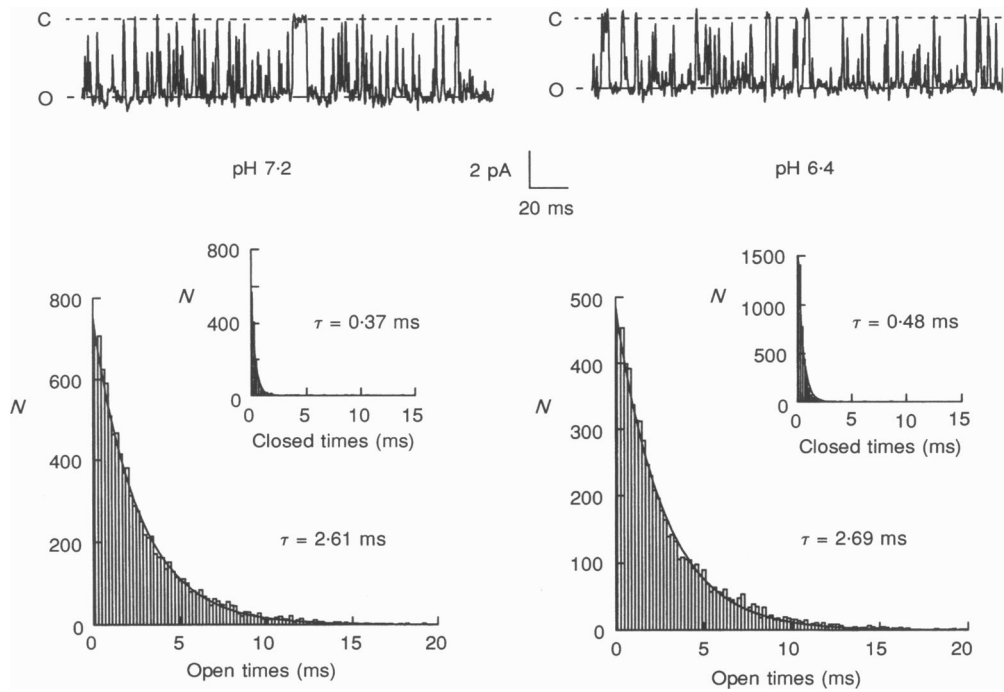 C
O
pH 7·2
2 pA
20 ms
C
O
pH 6·4
800
600
400
200
0
N
0 5 10 15 20
Open times (ms)
τ = 2·61 ms
800
400
0
N
0 5 10 15
Closed times (ms)
τ = 0·37 ms
500
400
300
200
100
0
N
0 5 10 15 20
Open times (ms)
τ = 2·69 ms
1500
1000
500
0
N
0 5 10 15
Closed times (ms)
τ = 0·48 ms